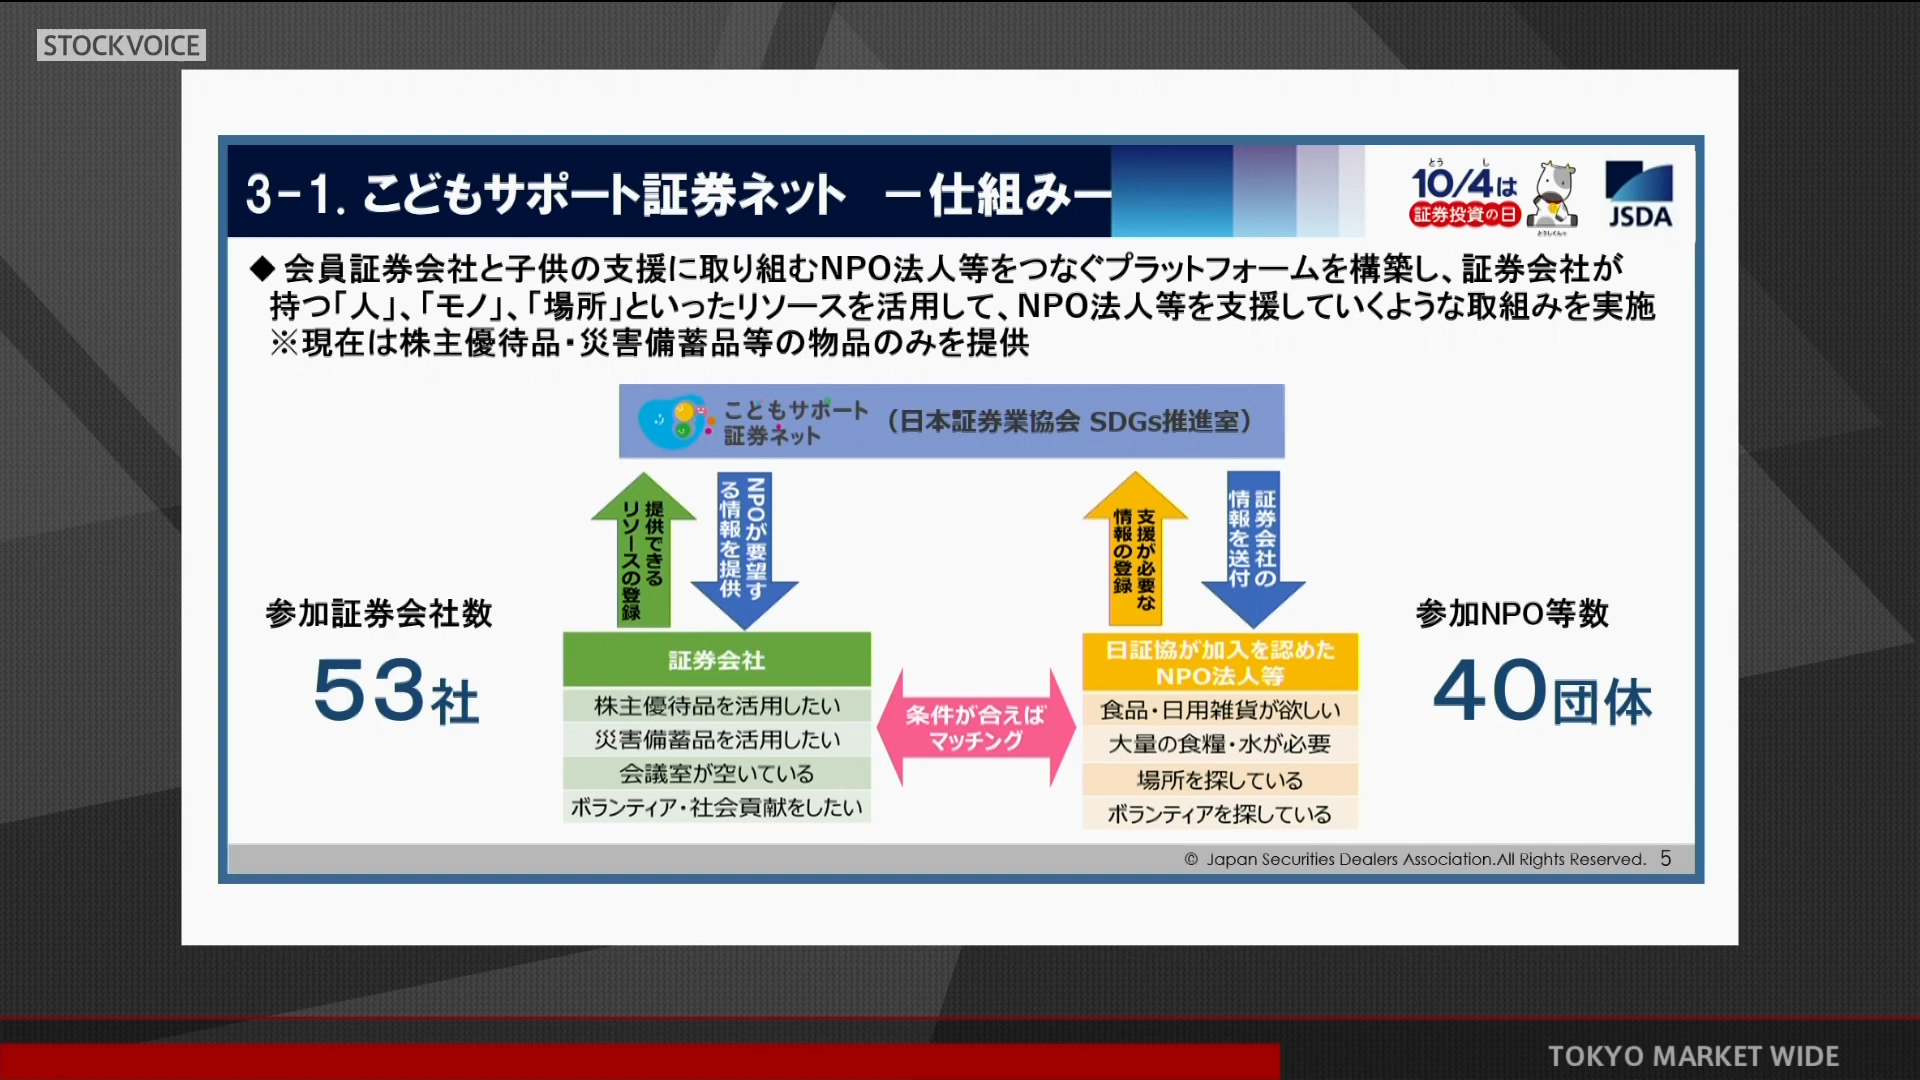 STOCKVOICE
3-1. こどもサポート証券ネット －仕組み－
とう し
10/4は
証券投資の日
JSDA
◆ 会員証券会社と子供の支援に取り組むNPO法人等をつなぐプラットフォームを構築し、証券会社が
持つ「人」、「モノ」、「場所」といったリソースを活用して、NPO法人等を支援していくような取組みを実施
※現在は株主優待品・災害備蓄品等の物品のみを提供
こどもサポート
証券ネット
（日本証券業協会 SDGs推進室）
提供できる
リソースの登録
NPOが要望す
る情報を提供
支援が必要な
情報の登録
証券会社の
情報を送付
参加証券会社数
53社
証券会社
株主優待品を活用したい
災害備蓄品を活用したい
会議室が空いている
ボランティア・社会貢献をしたい
条件が合えば
マッチング
日証協が加入を認めた
NPO法人等
食品・日用雑貨が欲しい
大量の食糧・水が必要
場所を探している
ボランティアを探している
参加NPO等数
40団体
© Japan Securities Dealers Association.All Rights Reserved. 5
TOKYO MARKET WIDE